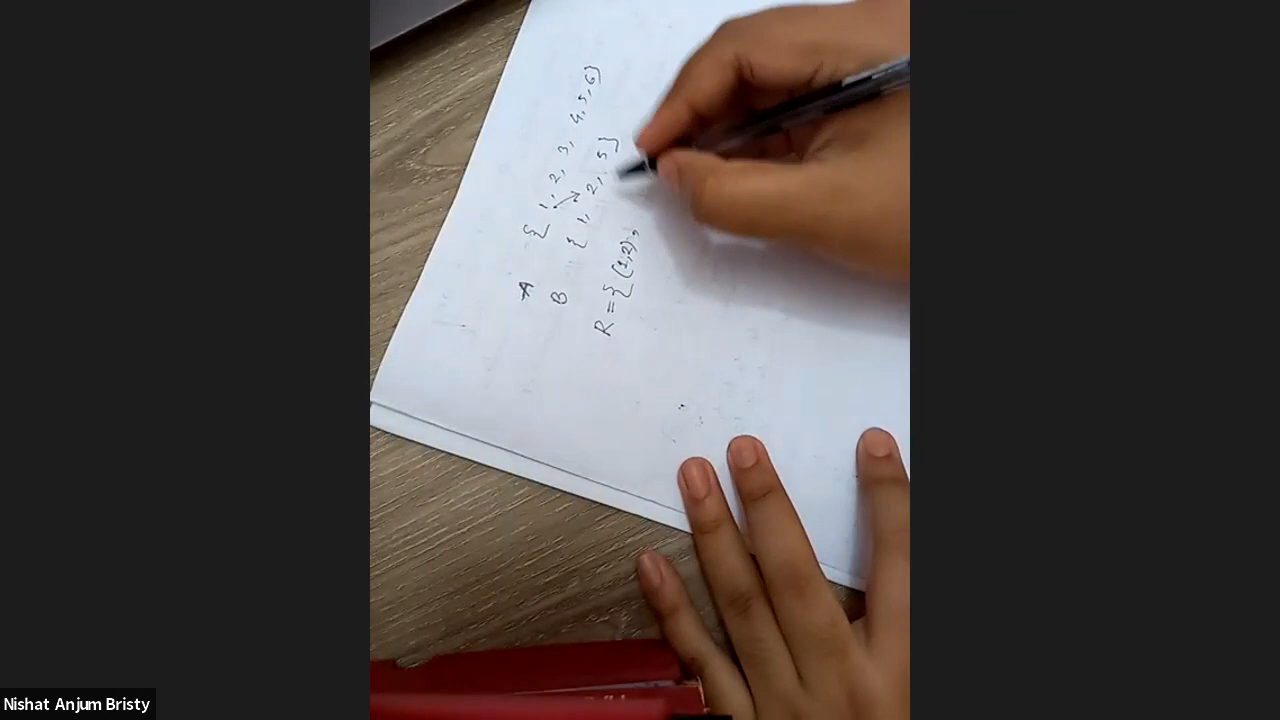 A {1, 2, 3, 4, 5, 6}
B {1, 2, 5}
R = {(1,2),
Nishat Anjum Bristy